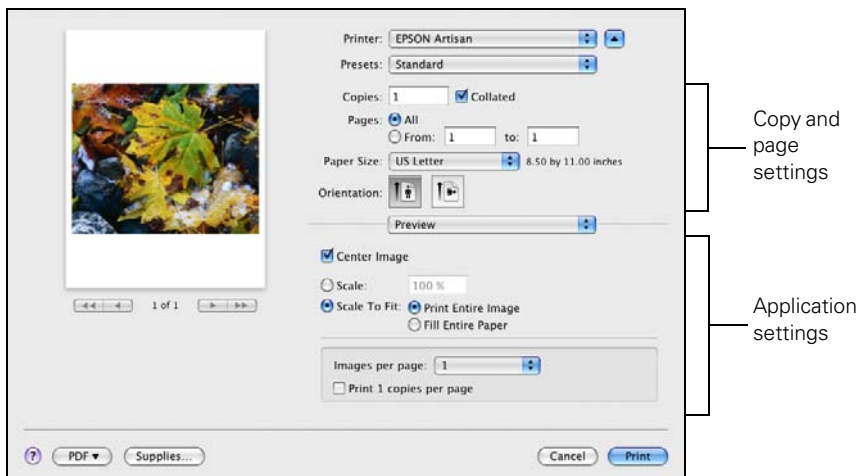 Printer: EPSON Artisan
Presets: Standard
Copies: 1 Collated
Pages: All
From: 1 to: 1
Paper Size: US Letter 8.50 by 11.00 inches
Orientation:
Preview
Center Image
Scale: 100 %
Scale To Fit: Print Entire Image
Fill Entire Paper
Images per page: 1
Print 1 copies per page
1 of 1
? PDF Supplies... Cancel Print
Copy and
page
settings
Application
settings